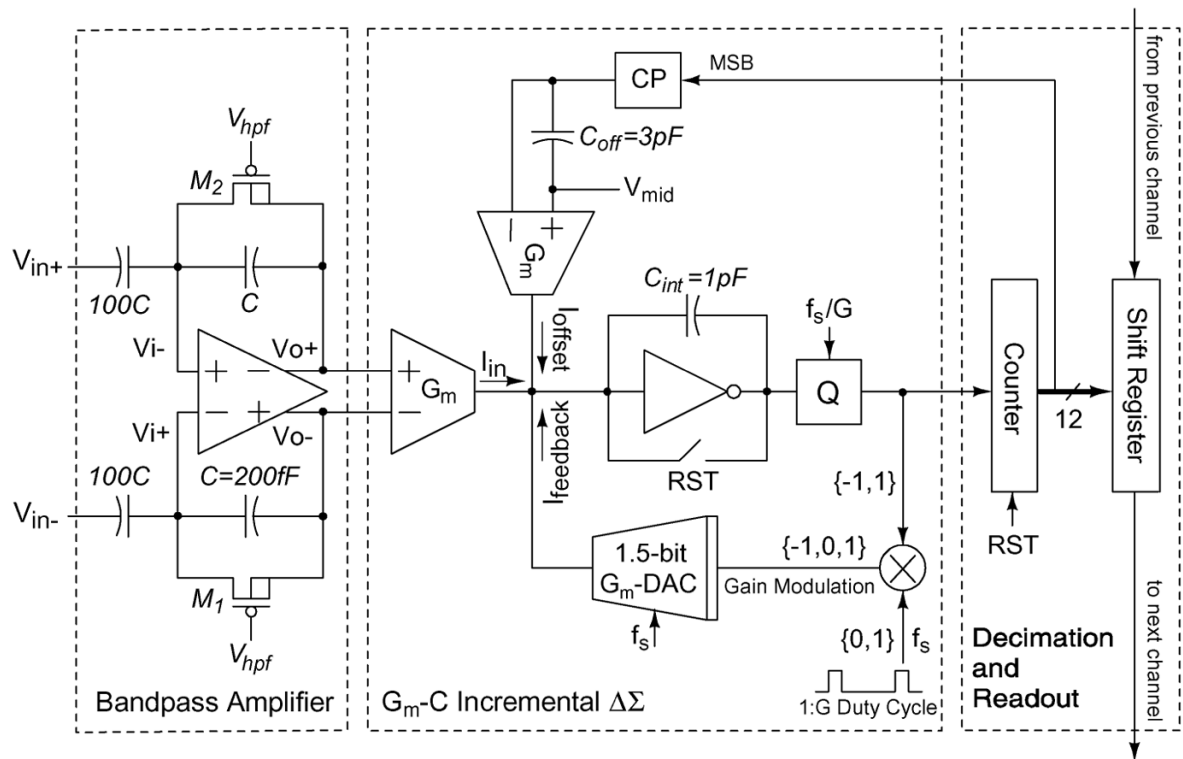 CP
MSB
from previous channel
V_hpf
C_off=3pF
M_2
V_mid
− +
G_m
V_in+
100C
C
C_int=1pF
f_s/G
Vi-
Vo+
I_offset
+ −
+
I_in
G_m
Q
Counter
Shift Register
− +
−
Vi+
Vo-
12
100C
C=200fF
I_feedback
RST
{-1,1}
V_in-
RST
1.5-bit
G_m-DAC
{-1,0,1}
Gain Modulation
M_1
f_s
{0,1}
f_s
V_hpf
to next channel
Decimation
and
Readout
1:G Duty Cycle
Bandpass Amplifier
G_m-C Incremental ΔΣ